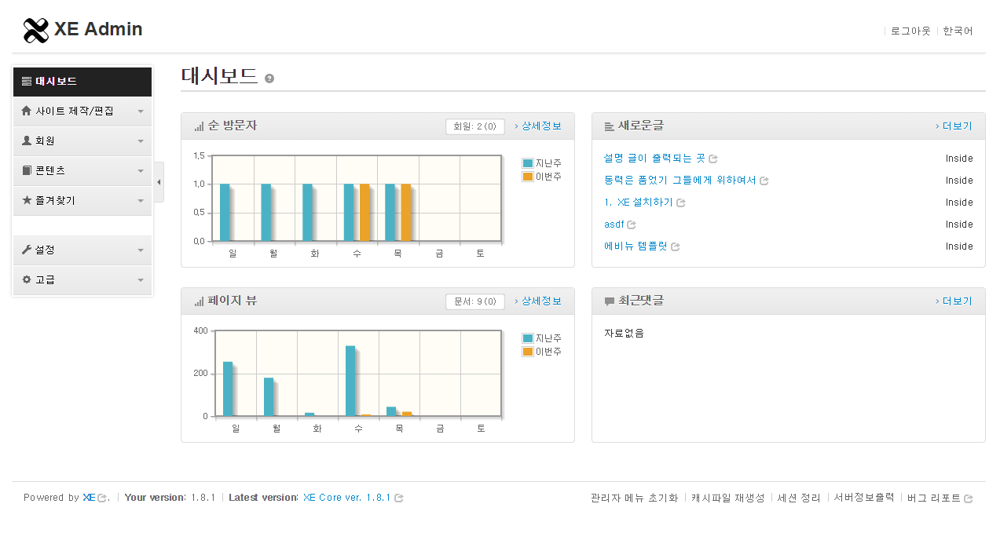 XE Admin
로그아웃 한국어
대시보드
사이트 제작/편집
회원
콘텐츠
즐겨찾기
설정
고급
대시보드
순 방문자 회원: 2 (0) 상세정보
1,5
1,0
0,5
0,0
일 월 화 수 목 금 토
지난주
이번주
새로운글 더보기
설명 글이 출력되는 곳 Inside
동력은 품었기 그들에게 위하여서 Inside
1. XE 설치하기 Inside
asdf Inside
에비뉴 템플릿 Inside
페이지 뷰 문서: 9 (0) 상세정보
400
200
0
일 월 화 수 목 금 토
지난주
이번주
최근댓글 더보기
자료없음
Powered by XE. Your version: 1.8.1 Latest version: XE Core ver. 1.8.1
관리자 메뉴 초기화 캐시파일 재생성 세션 정리 서버정보출력 버그 리포트